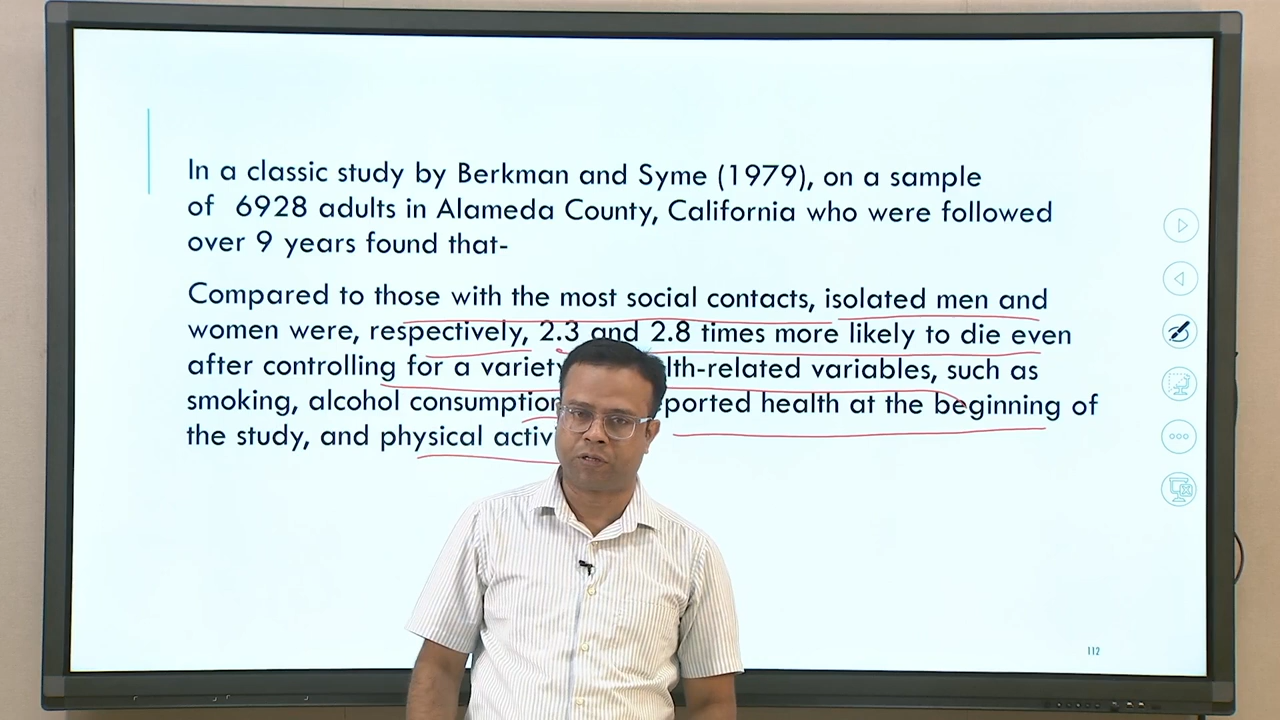 In a classic study by Berkman and Syme (1979), on a sample
of 6928 adults in Alameda County, California who were followed
over 9 years found that-
Compared to those with the most social contacts, isolated men and
women were, respectively, 2.3 and 2.8 times more likely to die even
after controlling for a variety lth-related variables, such as
smoking, alcohol consumption ported health at the beginning of
the study, and physical activ
112